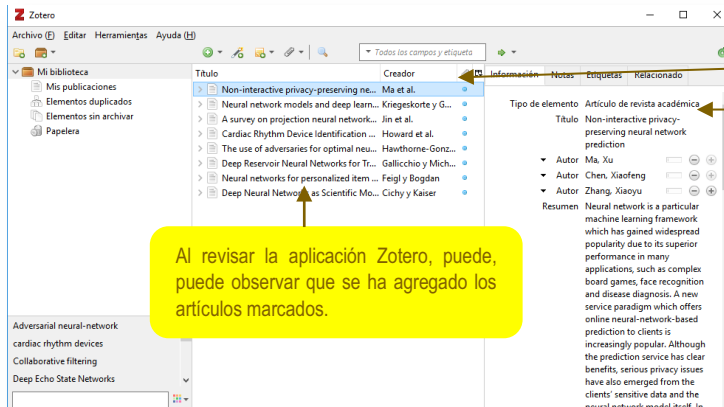 Zotero
Archivo (F) Editar Herramientas Ayuda (H)
Todos los campos y etiqueta
Mi biblioteca
Mis publicaciones
Elementos duplicados
Elementos sin archivar
Papelera
Adversarial neural-network
cardiac rhythm devices
Collaborative filtering
Deep Echo State Networks
Título Creador
Non-interactive privacy-preserving ne... Ma et al.
Neural network models and deep learn... Kriegeskorte y G...
A survey on projection neural network... Jin et al.
Cardiac Rhythm Device Identification ... Howard et al.
The use of adversaries for optimal neu... Hawthorne-Gonz...
Deep Reservoir Neural Networks for Tr... Gallicchio y Mich...
Neural networks for personalized item ... Feigl y Bogdan
Deep Neural Networks as Scientific Mo... Cichy y Kaiser
Al revisar la aplicación Zotero, puede,
puede observar que se ha agregado los
artículos marcados.
Información Notas Etiquetas Relacionado
Tipo de elemento Artículo de revista académica
Título Non-interactive privacy-
preserving neural network
prediction
Autor Ma, Xu
Autor Chen, Xiaofeng
Autor Zhang, Xiaoyu
Resumen Neural network is a particular
machine learning framework
which has gained widespread
popularity due to its superior
performance in many
applications, such as complex
board games, face recognition
and disease diagnosis. A new
service paradigm which offers
online neural-network-based
prediction to clients is
increasingly popular. Although
the prediction service has clear
benefits, serious privacy issues
have also emerged from the
clients' sensitive data and the
neural network model itself. In